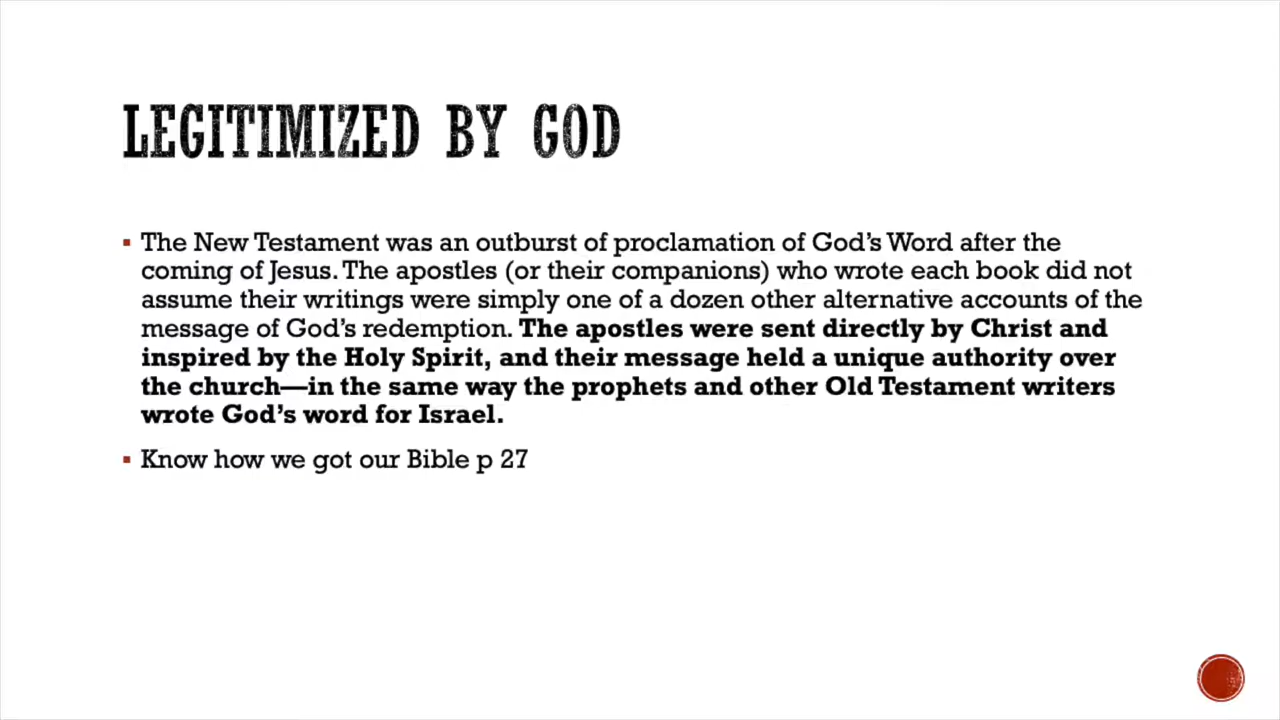 LEGITIMIZED BY GOD
▪ The New Testament was an outburst of proclamation of God's Word after the
coming of Jesus. The apostles (or their companions) who wrote each book did not
assume their writings were simply one of a dozen other alternative accounts of the
message of God's redemption. The apostles were sent directly by Christ and
inspired by the Holy Spirit, and their message held a unique authority over
the church—in the same way the prophets and other Old Testament writers
wrote God's word for Israel.
▪ Know how we got our Bible p 27